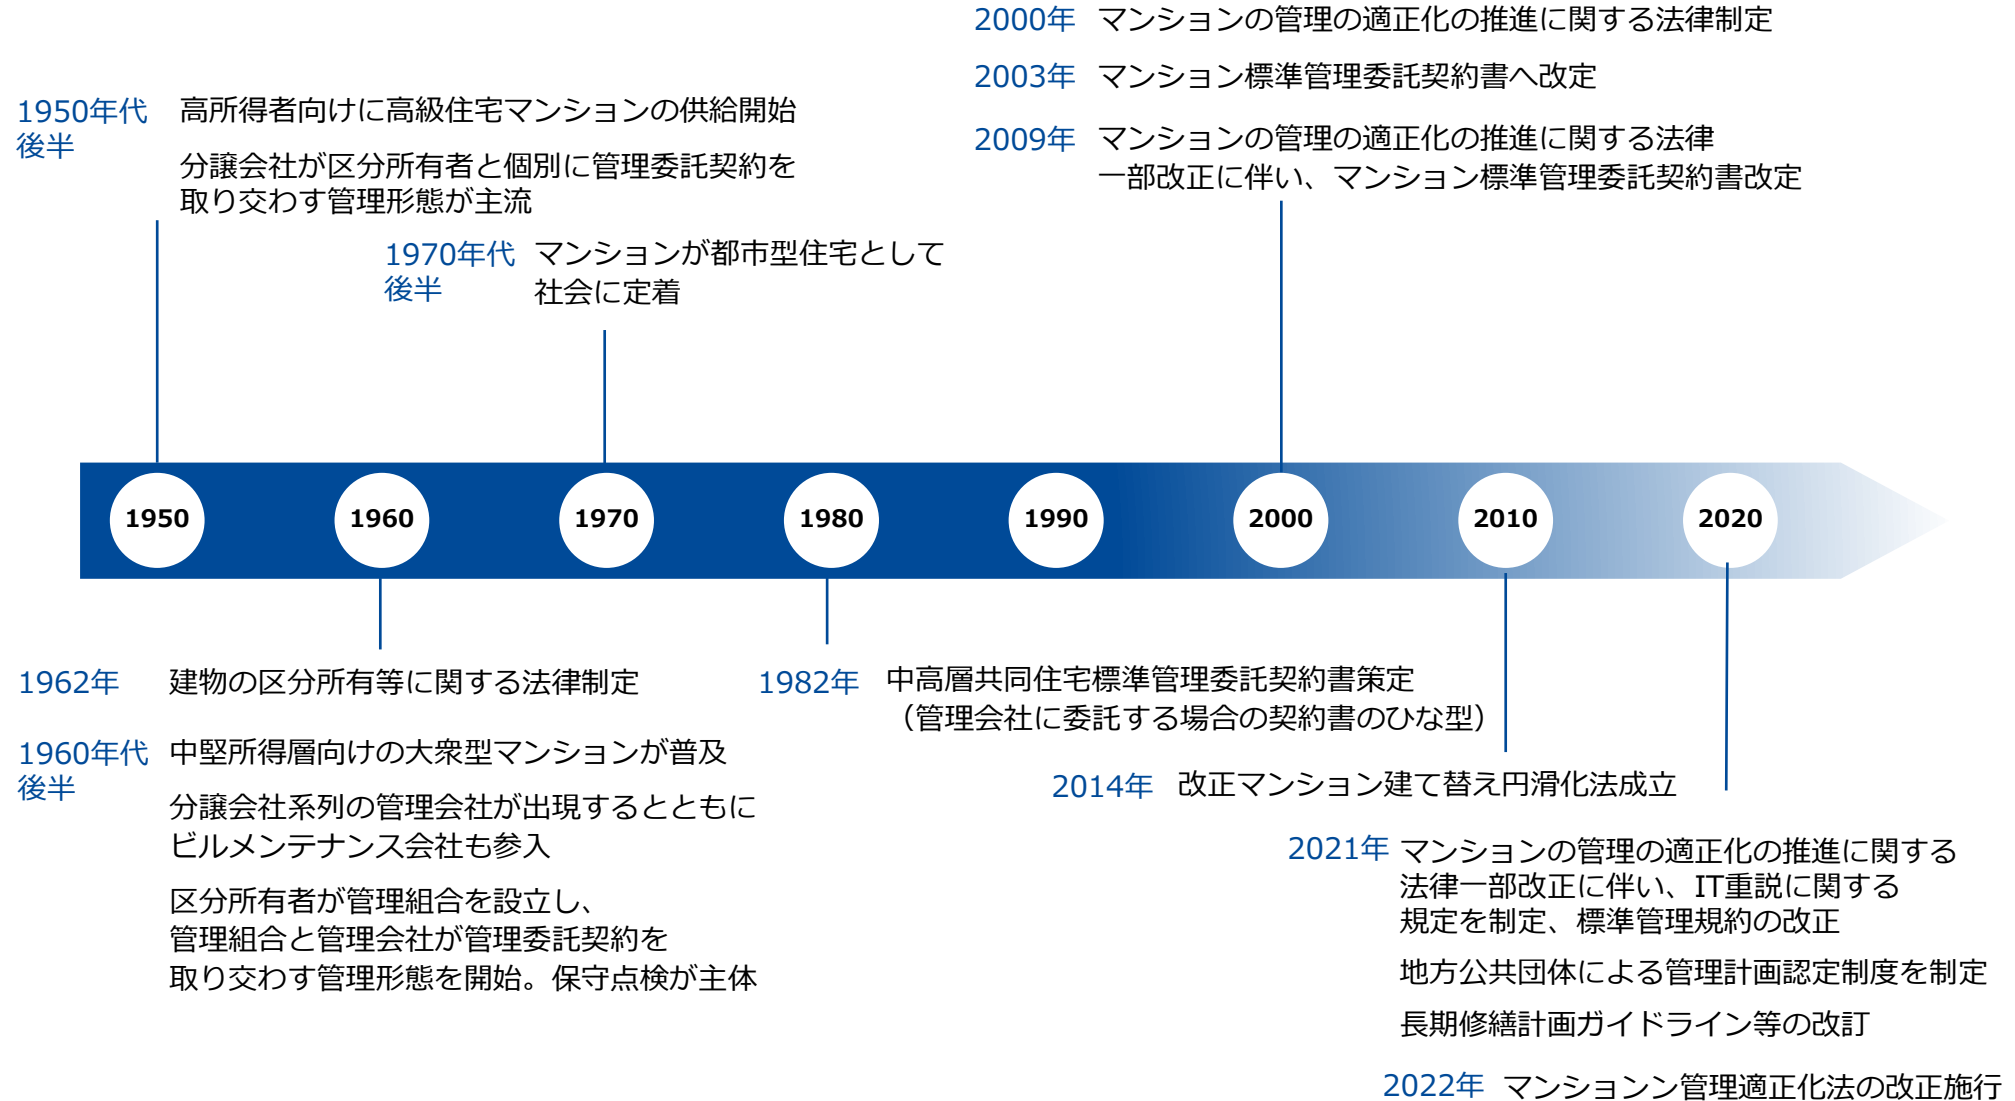 2000年 マンションの管理の適正化の推進に関する法律制定
2003年 マンション標準管理委託契約書へ改定
2009年 マンションの管理の適正化の推進に関する法律
一部改正に伴い、マンション標準管理委託契約書改定
1950年代 高所得者向けに高級住宅マンションの供給開始
後半
分譲会社が区分所有者と個別に管理委託契約を
取り交わす管理形態が主流
1970年代 マンションが都市型住宅として
後半 社会に定着
1950 1960 1970 1980 1990 2000 2010 2020
1962年 建物の区分所有等に関する法律制定
1960年代 中堅所得層向けの大衆型マンションが普及
後半
分譲会社系列の管理会社が出現するとともに
ビルメンテナンス会社も参入
区分所有者が管理組合を設立し、
管理組合と管理会社が管理委託契約を
取り交わす管理形態を開始。保守点検が主体
1982年 中高層共同住宅標準管理委託契約書策定
（管理会社に委託する場合の契約書のひな型）
2014年 改正マンション建て替え円滑化法成立
2021年 マンションの管理の適正化の推進に関する
法律一部改正に伴い、IT重説に関する
規定を制定、標準管理規約の改正
地方公共団体による管理計画認定制度を制定
長期修繕計画ガイドライン等の改訂
2022年 マンションン管理適正化法の改正施行